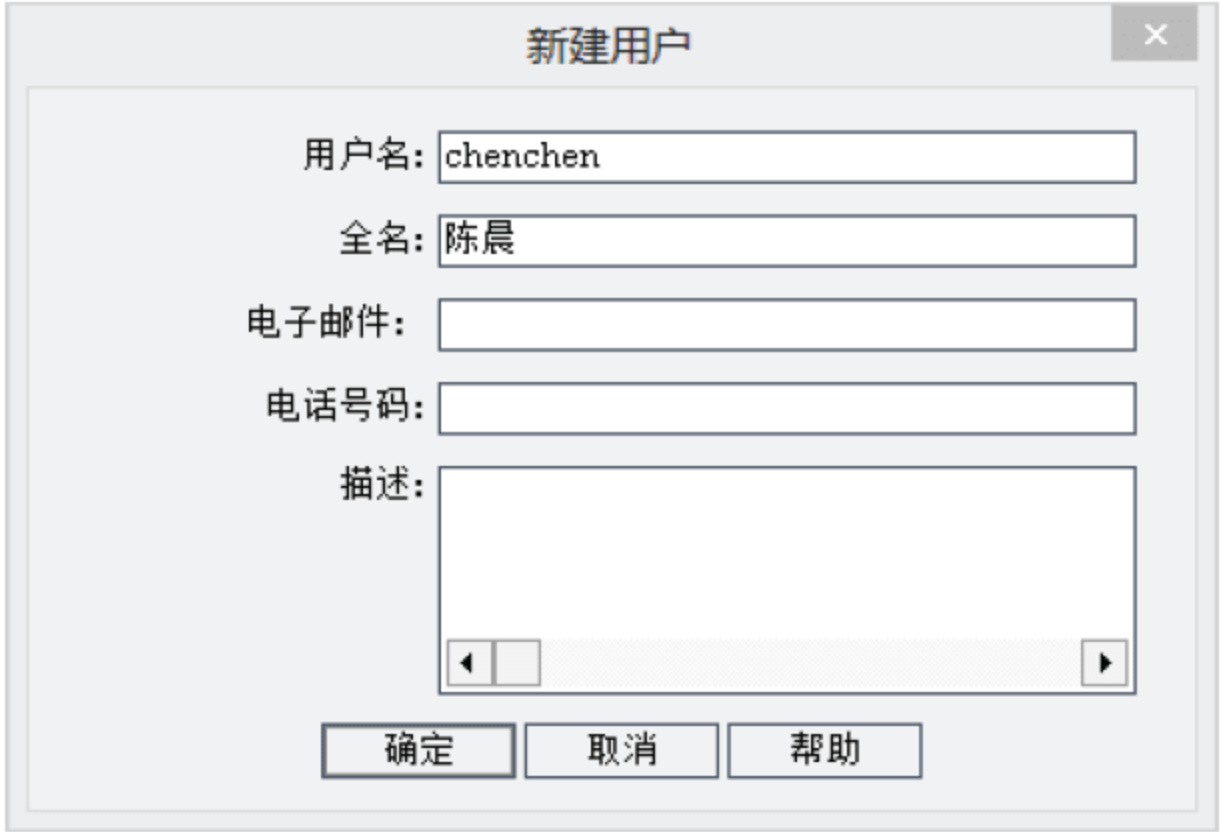 新建用户
用户名: chenchen
全名: 陈晨
电子邮件:
电话号码:
描述:
确定 取消 帮助